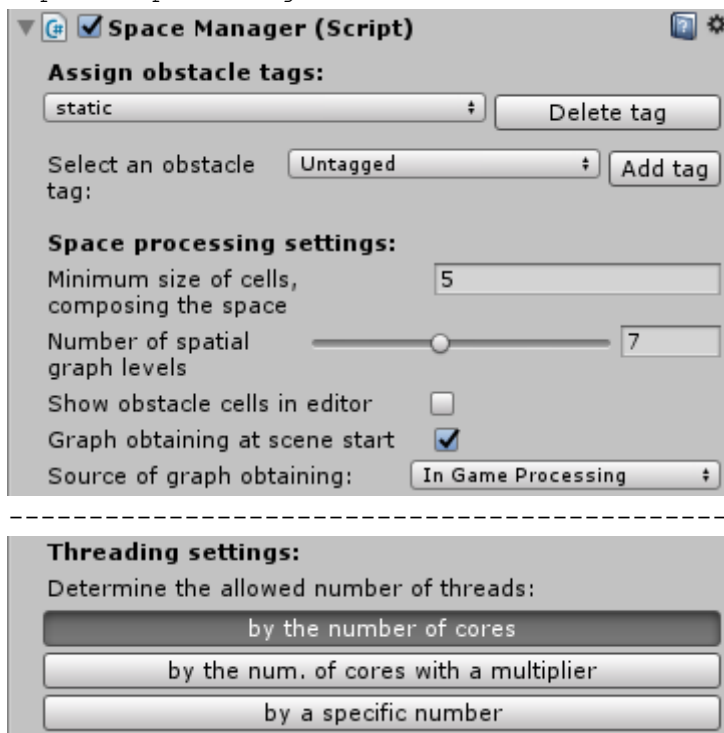 Space Manager (Script)
Assign obstacle tags:
static Delete tag
Select an obstacle tag: Untagged Add tag
Space processing settings:
Minimum size of cells, composing the space 5
Number of spatial graph levels 7
Show obstacle cells in editor
Graph obtaining at scene start
Source of graph obtaining: In Game Processing
Threading settings:
Determine the allowed number of threads:
by the number of cores
by the num. of cores with a multiplier
by a specific number